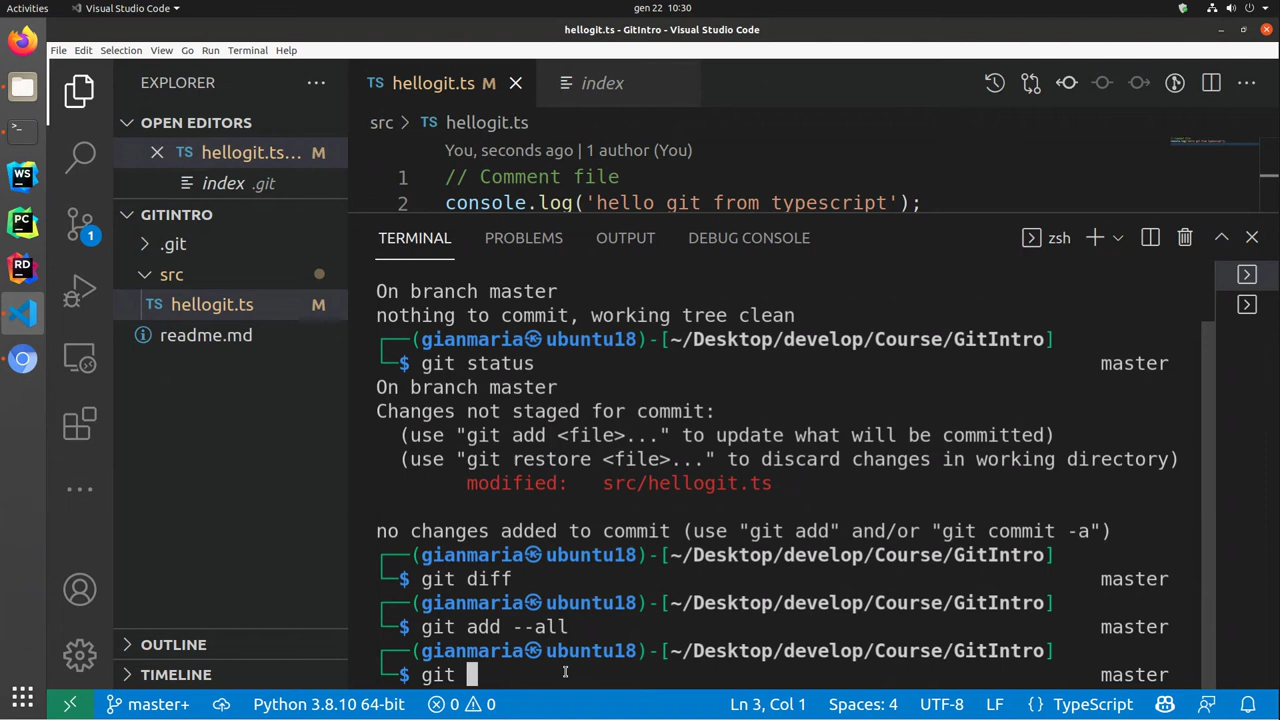 Activities
Visual Studio Code
gen 22 10:30
hellogit.ts - GitIntro - Visual Studio Code
File Edit Selection View Go Run Terminal Help
EXPLORER
TS hellogit.ts M
index
OPEN EDITORS
src > TS hellogit.ts
TS hellogit.ts... M
You, seconds ago | 1 author (You)
index .git
1 // Comment file
2 console.log('hello git from typescript');
GITINTRO
.git
src
TS hellogit.ts M
readme.md
OUTLINE
TIMELINE
1
WS
PC
RD
TERMINAL PROBLEMS OUTPUT DEBUG CONSOLE
zsh
On branch master
nothing to commit, working tree clean
(gianmaria㉿ubuntu18)-[~/Desktop/develop/Course/GitIntro]
$ git status master
On branch master
Changes not staged for commit:
(use "git add <file>..." to update what will be committed)
(use "git restore <file>..." to discard changes in working directory)
modified: src/hellogit.ts
no changes added to commit (use "git add" and/or "git commit -a")
(gianmaria㉿ubuntu18)-[~/Desktop/develop/Course/GitIntro]
$ git diff master
(gianmaria㉿ubuntu18)-[~/Desktop/develop/Course/GitIntro]
$ git add --all master
(gianmaria㉿ubuntu18)-[~/Desktop/develop/Course/GitIntro]
$ git master
master+ Python 3.8.10 64-bit 0 0 Ln 3, Col 1 Spaces: 4 UTF-8 LF {} TypeScript